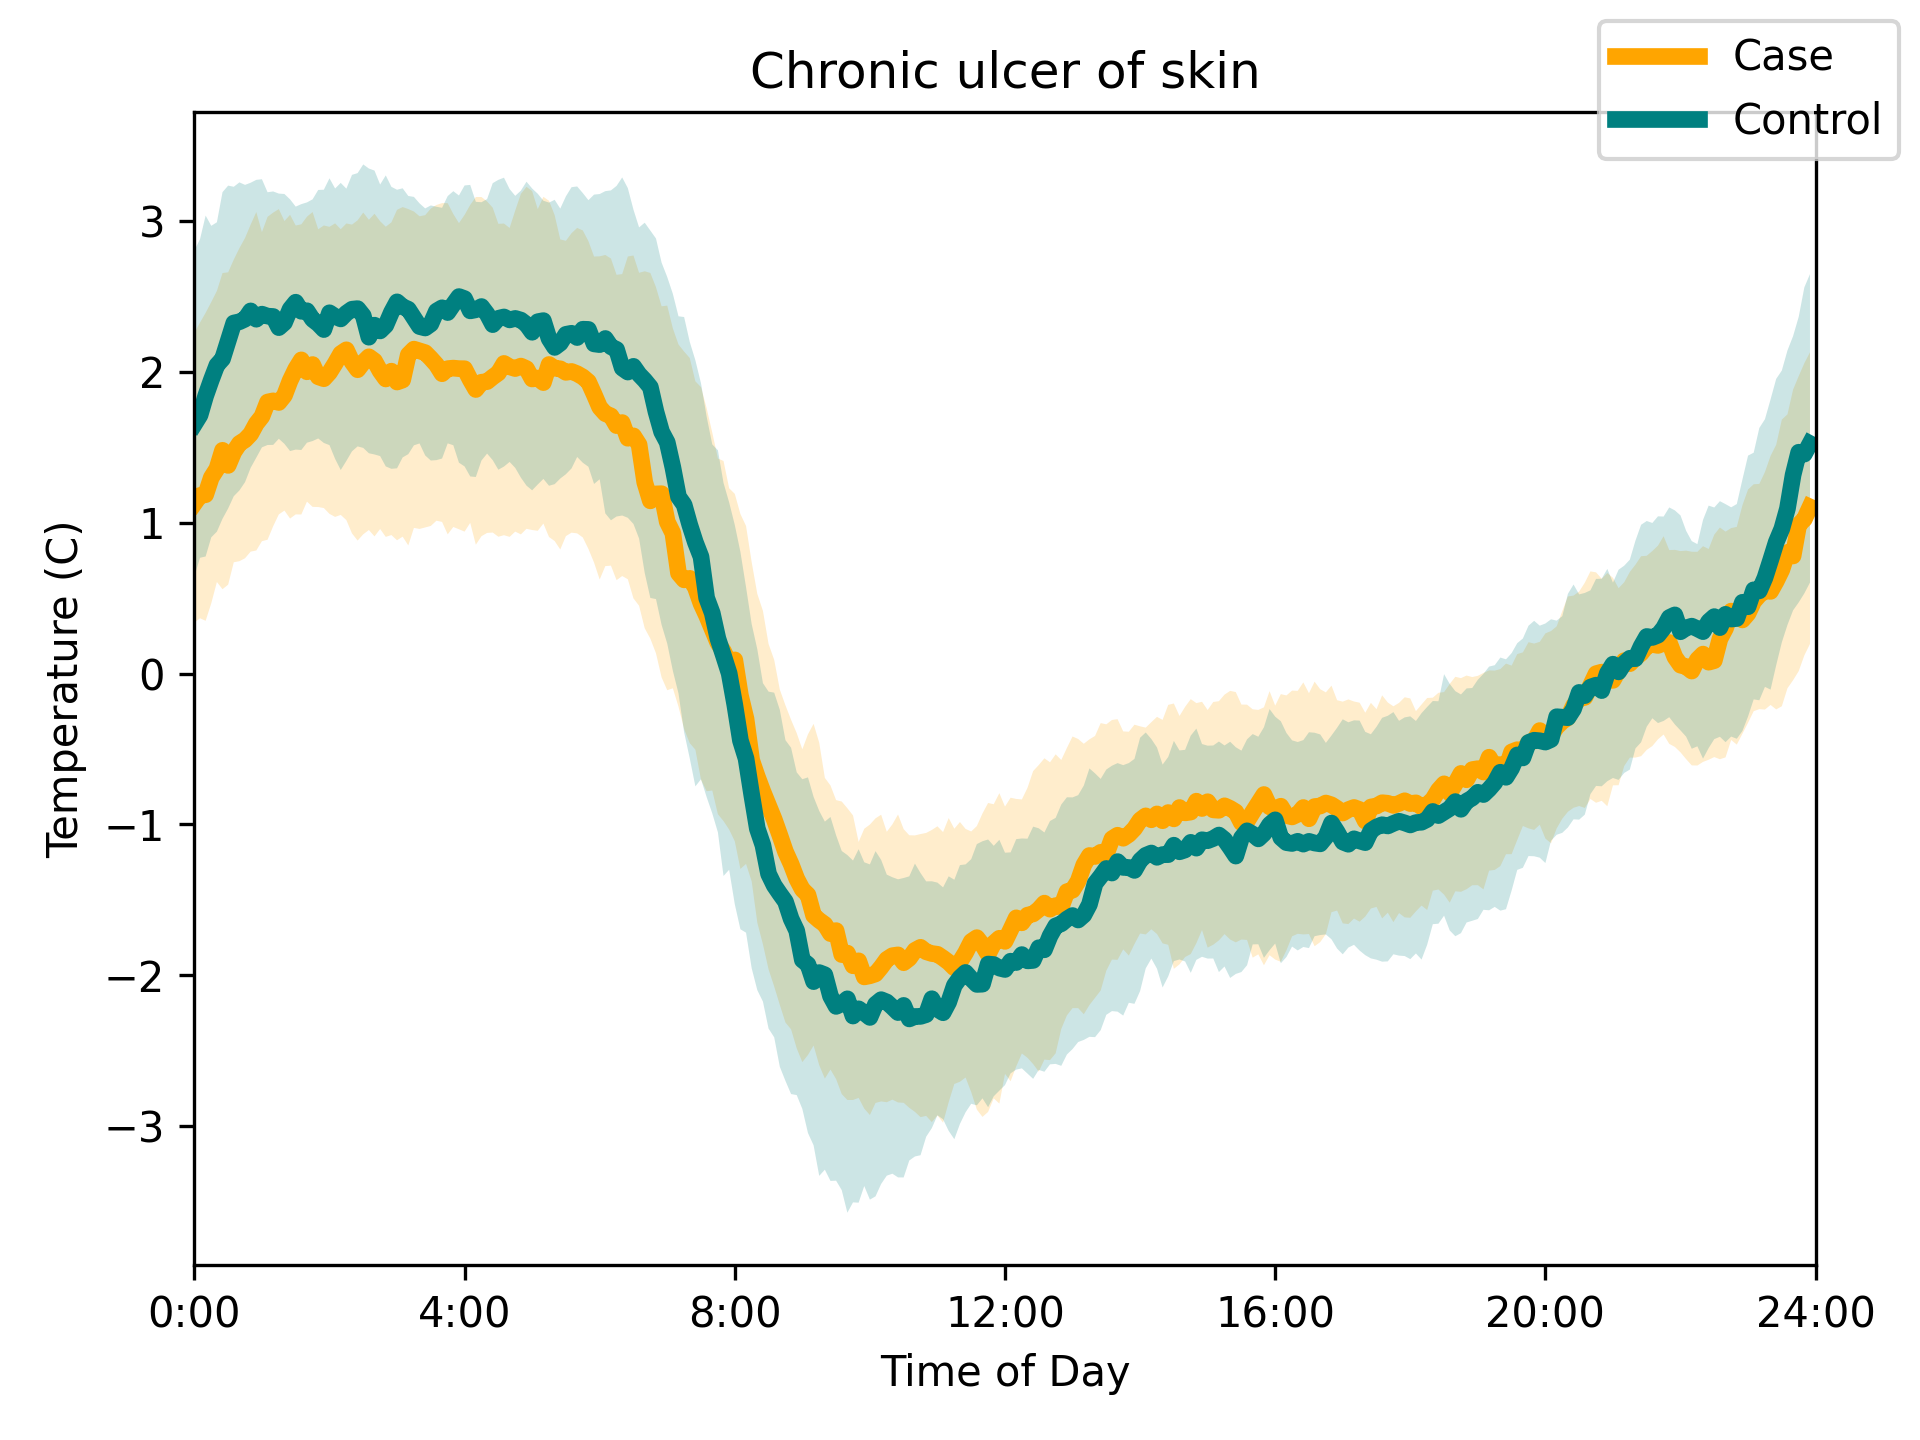 Chronic ulcer of skin
Case
Control
Temperature (C)
3
2
1
0
−1
−2
−3
0:00 4:00 8:00 12:00 16:00 20:00 24:00
Time of Day